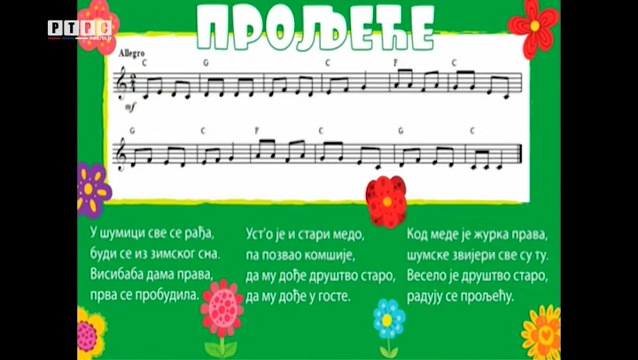 РТРС
ПРОЉЕЋЕ
Allegro
C G C F C
2
4
mf
G C F C G C
У шумици све се рађа,
буди се из зимског сна.
Висибаба дама права,
прва се пробудила.
Уст'о је и стари медо,
па позвао комшије,
да му дође друштво старо,
да му дође у госте.
Код меде је журка права,
шумске звијери све су ту.
Весело је друштво старо,
радују се прољећу.